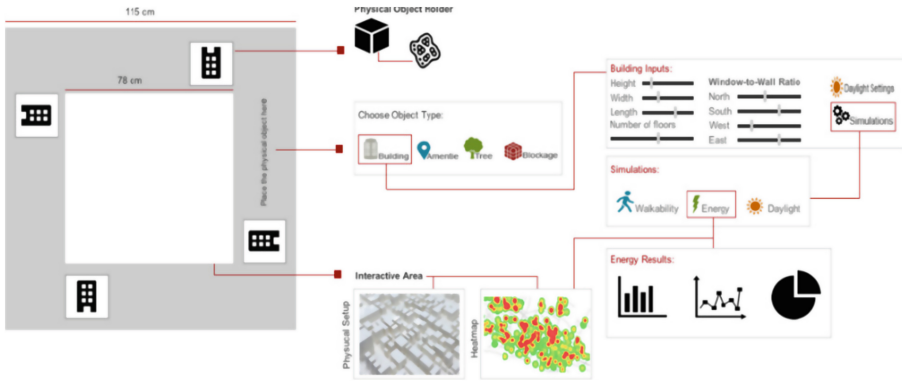 115 cm
Physical Object Holder
78 cm
Place the physical object here
Choose Object Type:
Building
Amentie
Tree
Blockage
Building Inputs:
Height
Width
Length
Number of floors
Window-to-Wall Ratio
North
South
West
East
Daylight Settings
Simulations
Simulations:
Walkability
Energy
Daylight
Energy Results:
Interactive Area
Physucal Setup
Heatmap